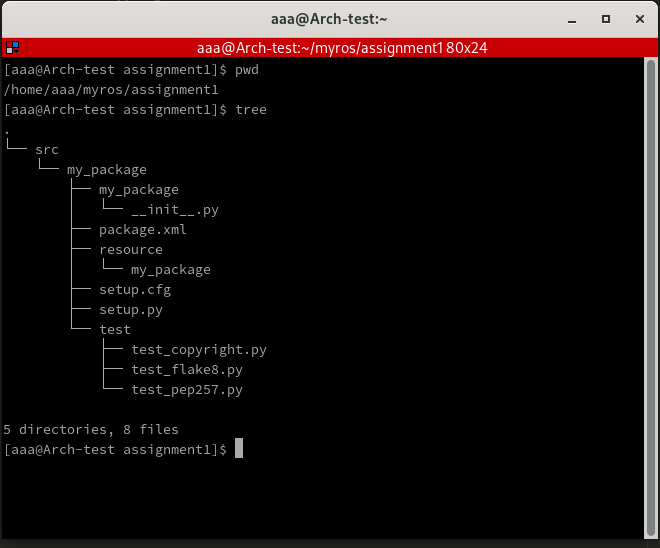 aaa@Arch-test:~
aaa@Arch-test:~/myros/assignment1 80x24
[aaa@Arch-test assignment1]$ pwd
/home/aaa/myros/assignment1
[aaa@Arch-test assignment1]$ tree
.
└── src
    └── my_package
        ├── my_package
        │   └── __init__.py
        ├── package.xml
        ├── resource
        │   └── my_package
        ├── setup.cfg
        ├── setup.py
        └── test
            ├── test_copyright.py
            ├── test_flake8.py
            └── test_pep257.py
5 directories, 8 files
[aaa@Arch-test assignment1]$